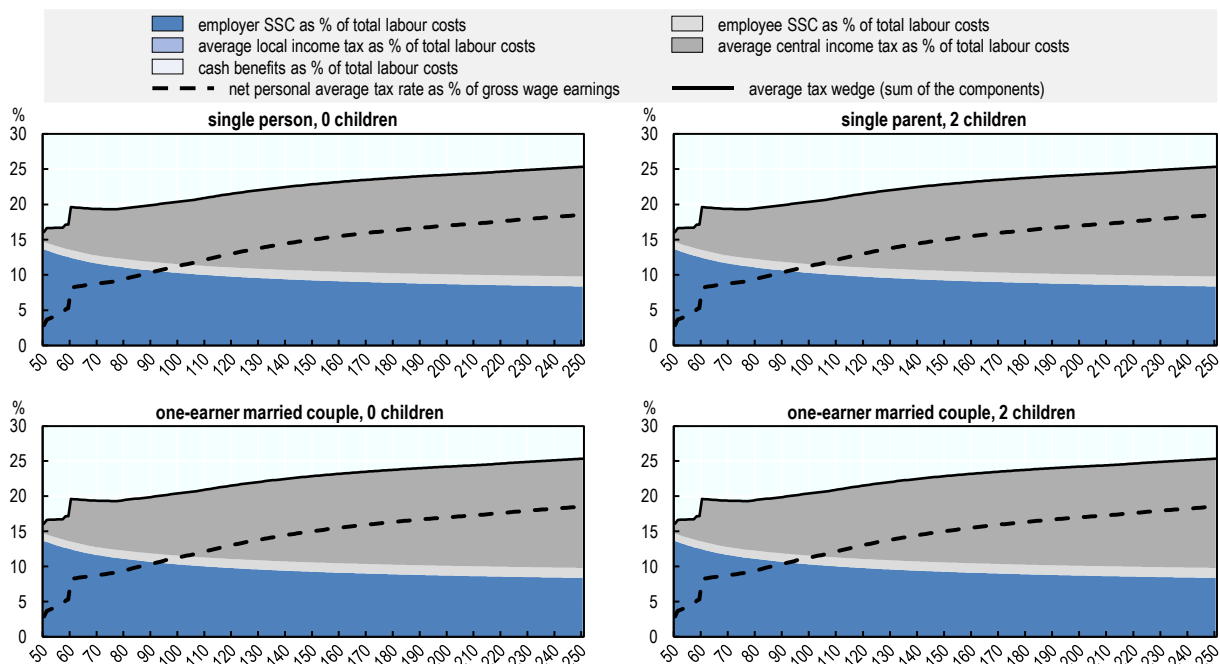 employer SSC as % of total labour costs
employee SSC as % of total labour costs
average local income tax as % of total labour costs
average central income tax as % of total labour costs
cash benefits as % of total labour costs
net personal average tax rate as % of gross wage earnings
average tax wedge (sum of the components)
%
single person, 0 children
30
25
20
15
10
5
0
50 60 70 80 90 100 110 120 130 140 150 160 170 180 190 200 210 220 230 240 250
%
single parent, 2 children
30
25
20
15
10
5
0
50 60 70 80 90 100 110 120 130 140 150 160 170 180 190 200 210 220 230 240 250
%
one-earner married couple, 0 children
30
25
20
15
10
5
0
50 60 70 80 90 100 110 120 130 140 150 160 170 180 190 200 210 220 230 240 250
%
one-earner married couple, 2 children
30
25
20
15
10
5
0
50 60 70 80 90 100 110 120 130 140 150 160 170 180 190 200 210 220 230 240 250